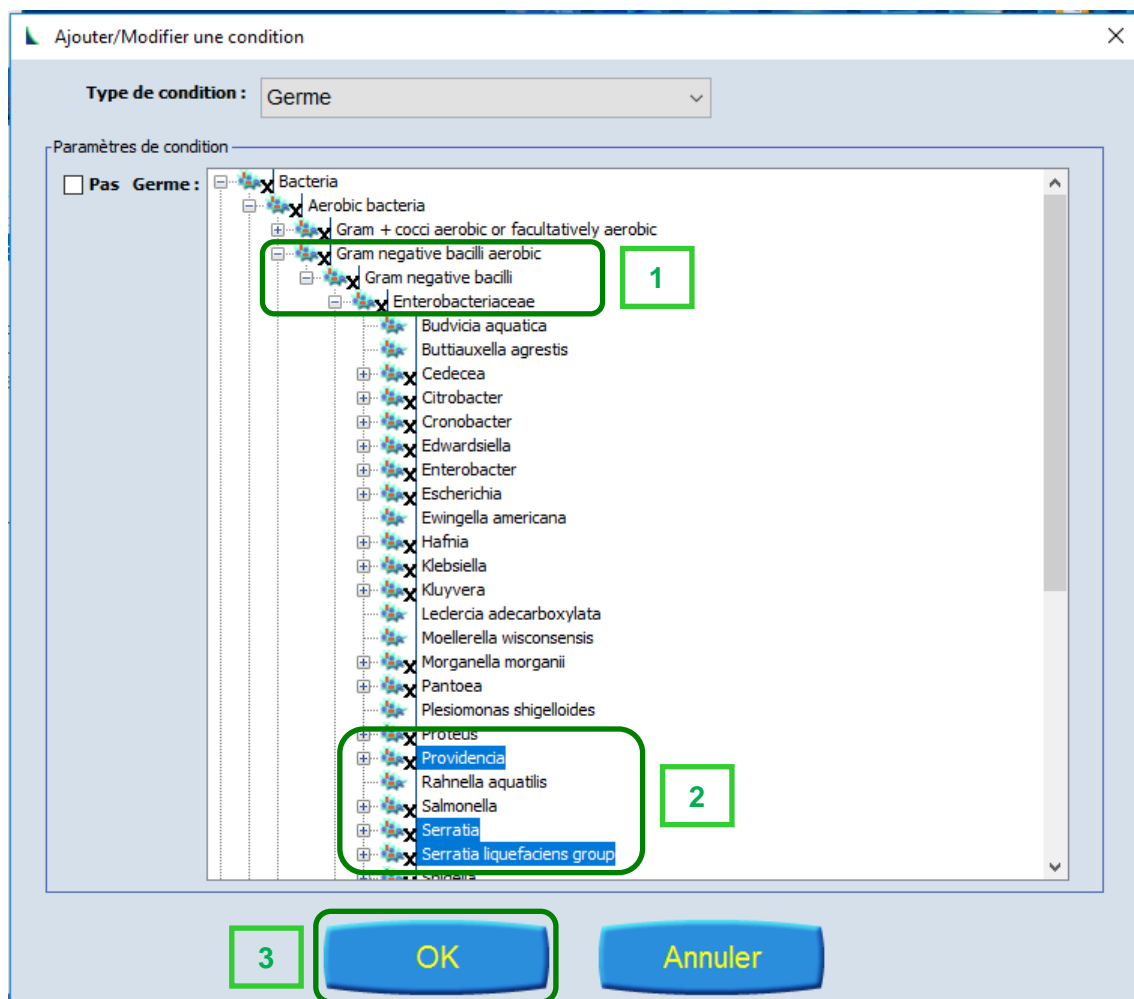 Ajouter/Modifier une condition
Type de condition : Germe
Paramètres de condition
Pas Germe : Bacteria
Aerobic bacteria
Gram + cocci aerobic or facultatively aerobic
Gram negative bacilli aerobic
Gram negative bacilli
1
Enterobacteriaceae
Budvicia aquatica
Buttiauxella agrestis
Cedecea
Citrobacter
Cronobacter
Edwardsiella
Enterobacter
Escherichia
Ewingella americana
Hafnia
Klebsiella
Kluyvera
Leclercia adecarboxylata
Moellerella wisconsensis
Morganella morganii
Pantoea
Plesiomonas shigelloides
Proteus
Providencia
Rahnella aquatilis
2
Salmonella
Serratia
Serratia liquefaciens group
Shigella
3 OK Annuler